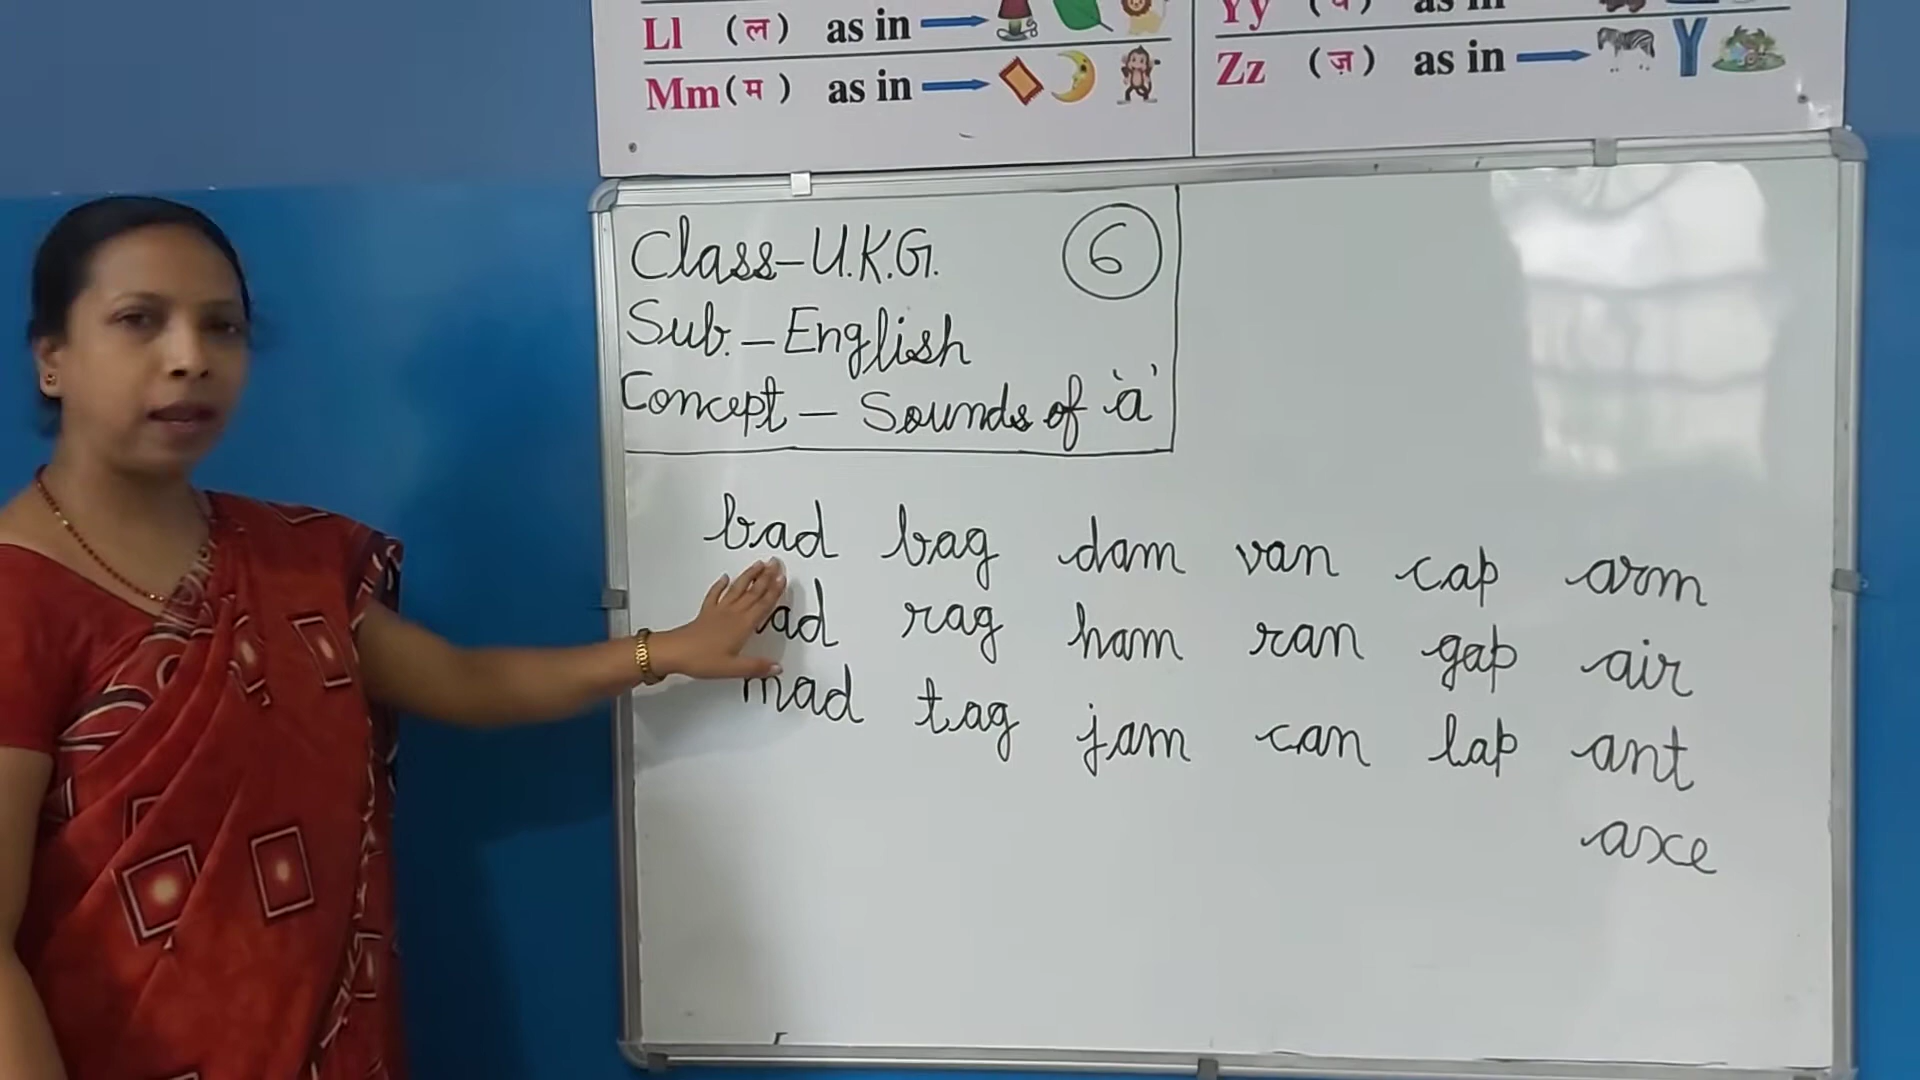 Ll (ल) as in
Mm (म) as in
Yy as in
Zz (ज़) as in
Class-U.K.G. 6
Sub.-English
Concept - Sounds of 'a'
bad bag dam van cap arm
rag ham ran gap air
mad tag jam can lap ant
axe